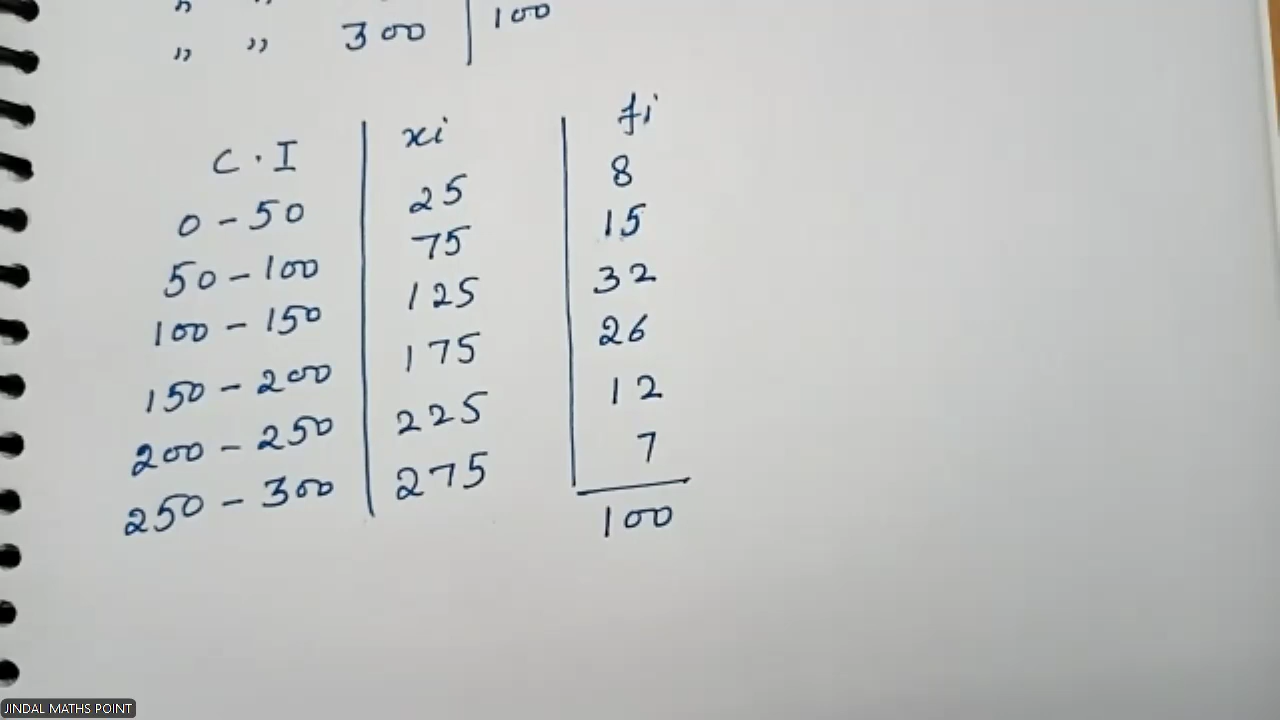 " "
" " 300 100
C.I xi fi
0-50 25 8
50-100 75 15
100-150 125 32
150-200 175 26
200-250 225 12
250-300 275 7
100
JINDAL MATHS POINT